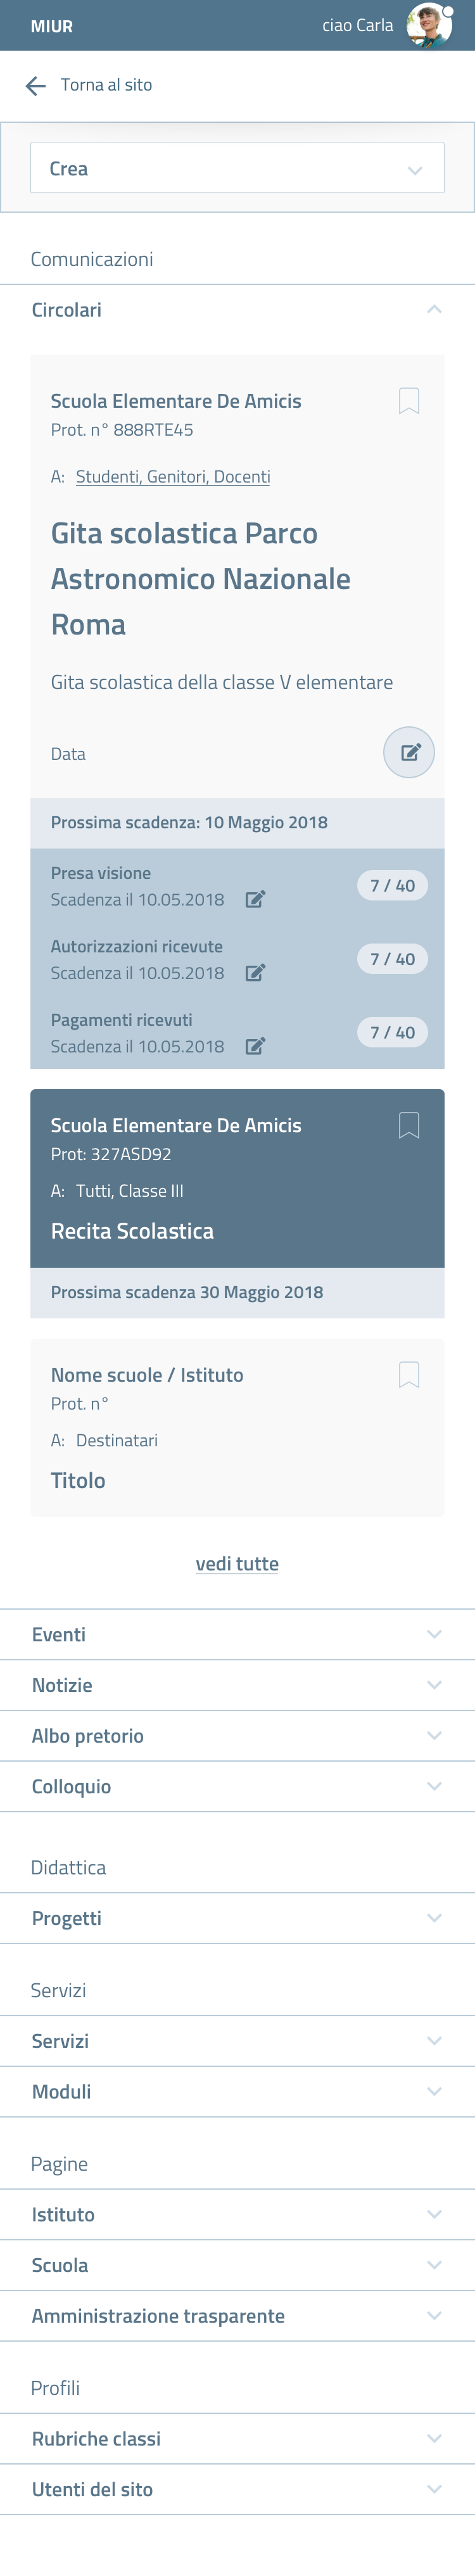 MIUR
ciao Carla
Torna al sito
Crea
Comunicazioni
Circolari
Scuola Elementare De Amicis
Prot. n° 888RTE45
A: Studenti, Genitori, Docenti
Gita scolastica Parco
Astronomico Nazionale
Roma
Gita scolastica della classe V elementare
Data
Prossima scadenza: 10 Maggio 2018
Presa visione
Scadenza il 10.05.2018
7 / 40
Autorizzazioni ricevute
Scadenza il 10.05.2018
7 / 40
Pagamenti ricevuti
Scadenza il 10.05.2018
7 / 40
Scuola Elementare De Amicis
Prot: 327ASD92
A: Tutti, Classe III
Recita Scolastica
Prossima scadenza 30 Maggio 2018
Nome scuole / Istituto
Prot. n°
A: Destinatari
Titolo
vedi tutte
Eventi
Notizie
Albo pretorio
Colloquio
Didattica
Progetti
Servizi
Servizi
Moduli
Pagine
Istituto
Scuola
Amministrazione trasparente
Profili
Rubriche classi
Utenti del sito